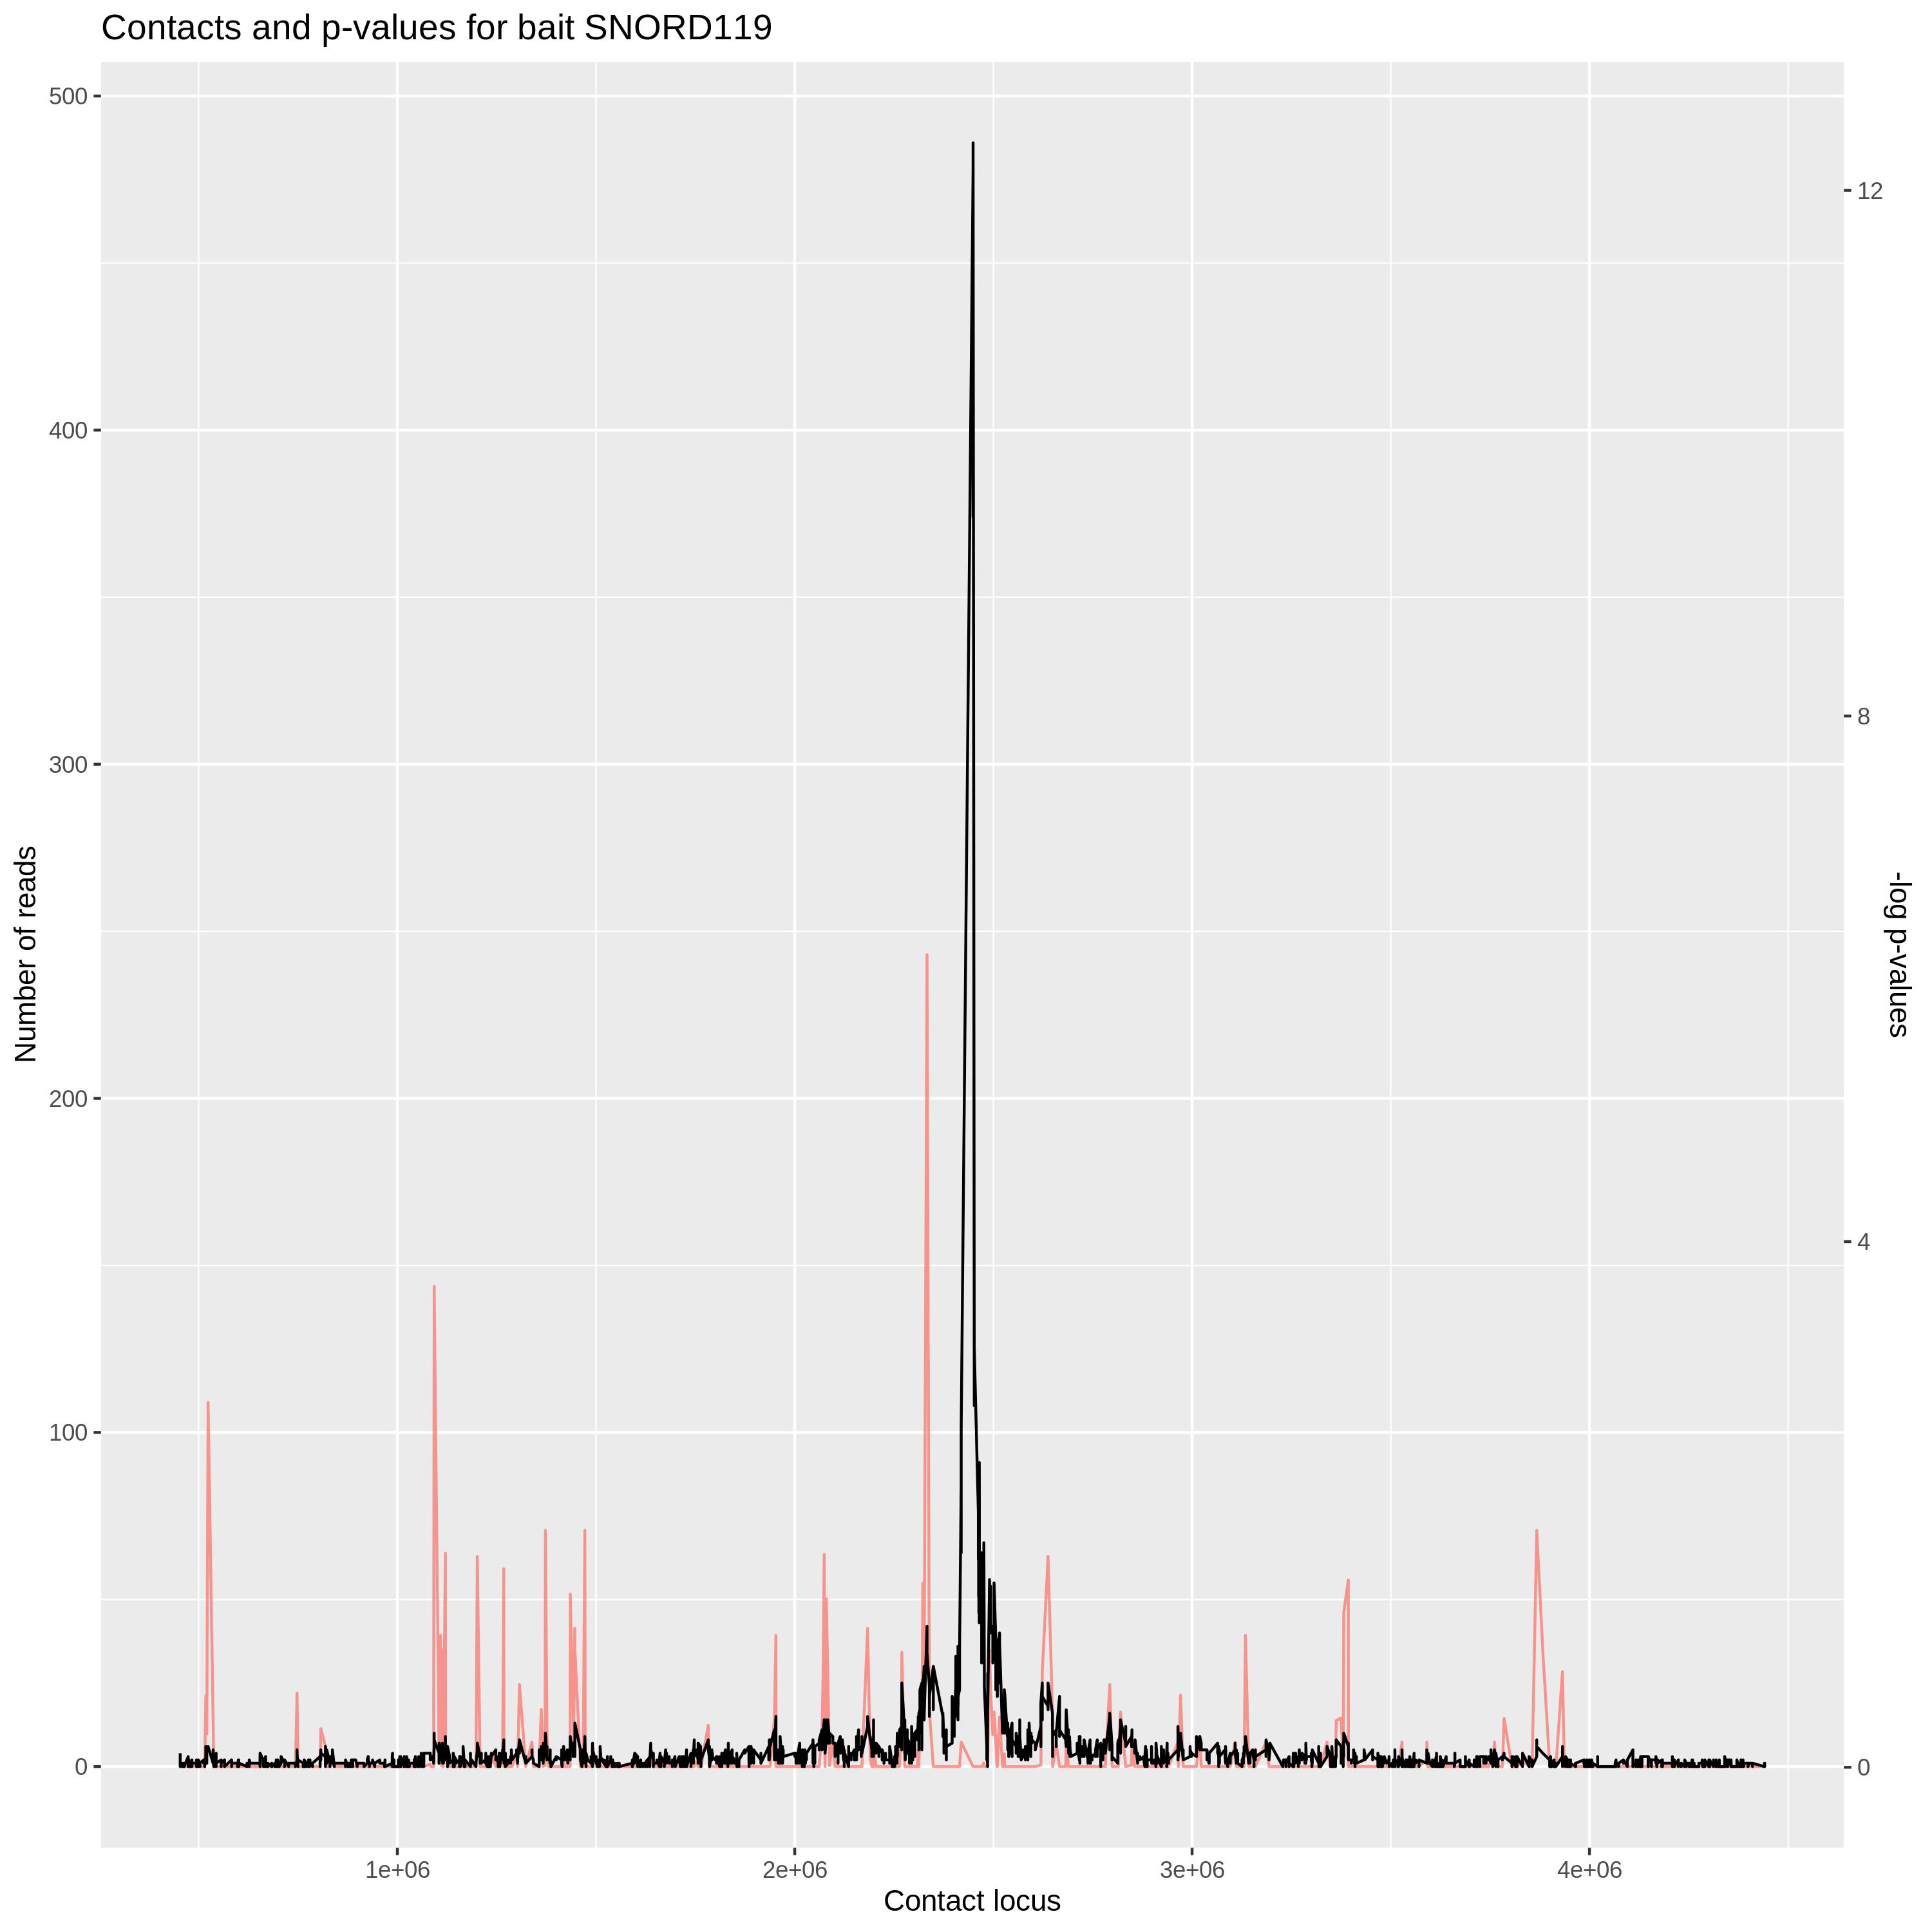 Contacts and p-values for bait SNORD119
500
400
300
200
100
0
12
8
4
0
Number of reads
-log p-values
1e+06
2e+06
3e+06
4e+06
Contact locus